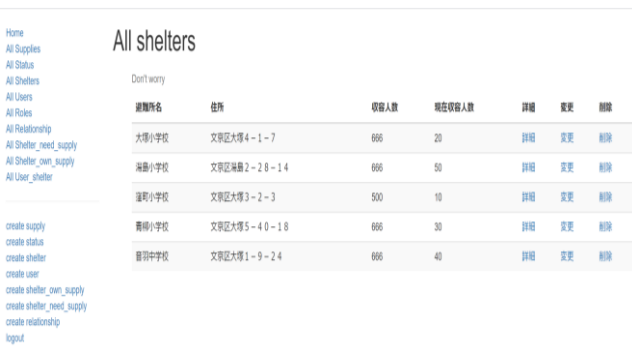 Home
All Supplies
All Status
All Shelters
All Users
All Roles
All Relationship
All Shelter_need_supply
All Shelter_own_supply
All User_shelter
create supply
create status
create shelter
create user
create shelter_own_supply
create shelter_need_supply
create relationship
logout
All shelters
Don't worry
避難所名 住所 収容人数 現在収容人数 詳細 変更 削除
大塚小学校 文京区大塚4－1－7 666 20 詳細 変更 削除
湯島小学校 文京区湯島2－28－14 666 50 詳細 変更 削除
窪町小学校 文京区大塚3－2－3 500 10 詳細 変更 削除
青柳小学校 文京区大塚5－40－18 666 30 詳細 変更 削除
音羽中学校 文京区大塚1－9－24 666 40 詳細 変更 削除